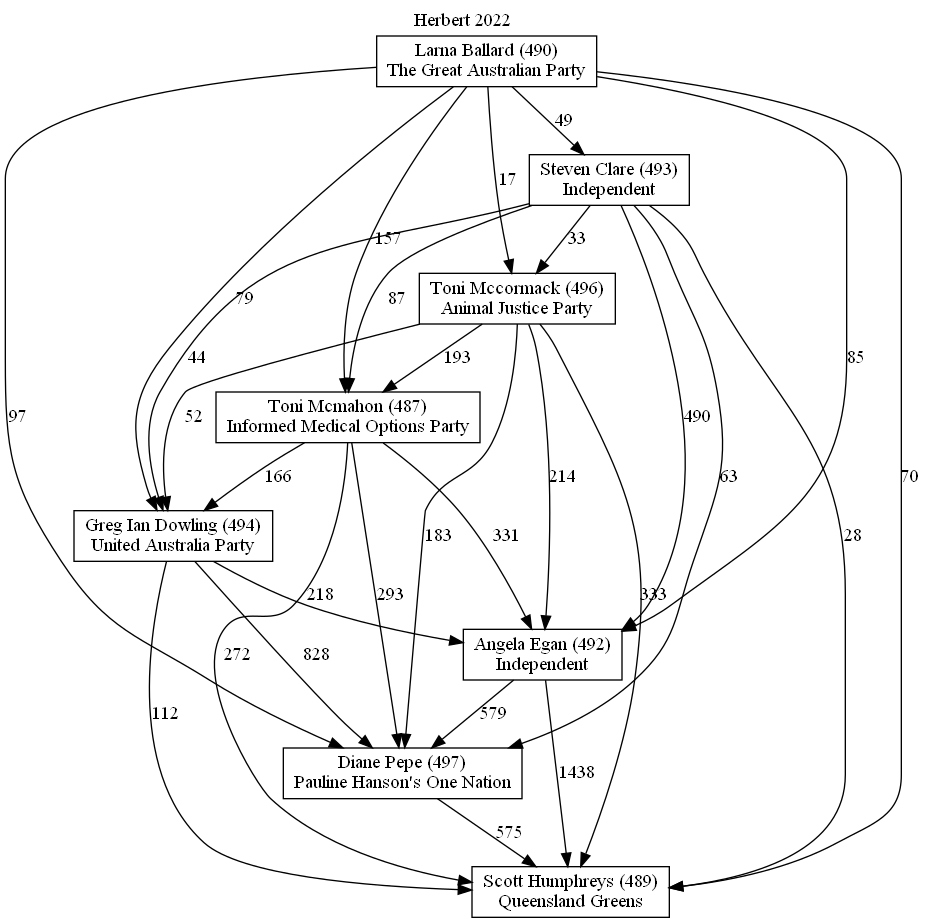 Herbert 2022
Larna Ballard (490)
The Great Australian Party
49
Steven Clare (493)
Independent
17
157
33
79
87
Toni Mccormack (496)
Animal Justice Party
44
193
85
97
52
Toni Mcmahon (487)
Informed Medical Options Party
490
166
214
63
70
Greg Ian Dowling (494)
United Australia Party
183
331
28
218
293
333
Angela Egan (492)
Independent
272
828
112
579
Diane Pepe (497)
Pauline Hanson's One Nation
1438
575
Scott Humphreys (489)
Queensland Greens